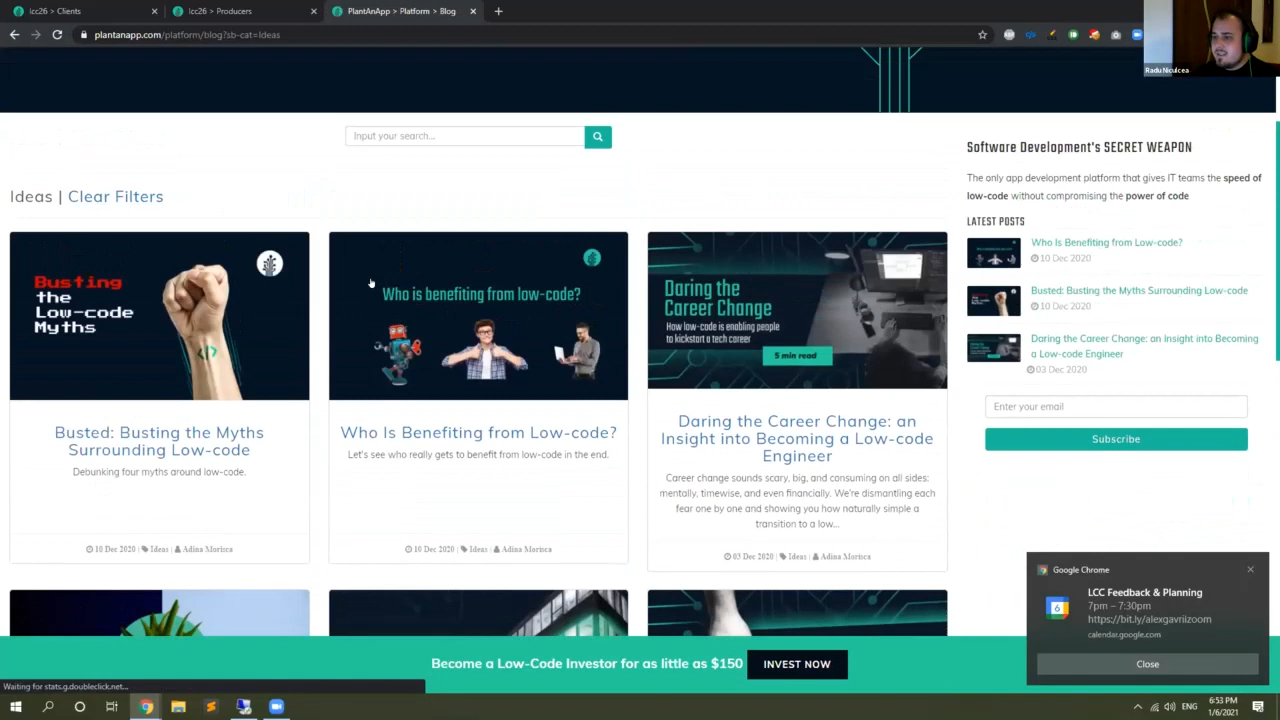 lcc26 > Clients
lcc26 > Producers
PlantAnApp > Platform > Blog
plantanapp.com/platform/blog?sb-cat=Ideas
Radu Niculcea
Input your search...
Ideas | Clear Filters
Busting
the
Low-code
Myths
Busted: Busting the Myths
Surrounding Low-code
Debunking four myths around low-code.
10 Dec 2020 | Ideas | Adina Morisca
Who is benefiting from low-code?
Who Is Benefiting from Low-code?
Let's see who really gets to benefit from low-code in the end.
10 Dec 2020 | Ideas | Adina Morisca
Daring the
Career Change
How low-code is enabling people
to kickstart a tech career
5 min read
Daring the Career Change: an
Insight into Becoming a Low-code
Engineer
Career change sounds scary, big, and consuming on all sides:
mentally, timewise, and even financially. We're dismantling each
fear one by one and showing you how naturally simple a
transition to a low...
03 Dec 2020 | Ideas | Adina Morisca
Software Development's SECRET WEAPON
The only app development platform that gives IT teams the speed of
low-code without compromising the power of code
LATEST POSTS
Who Is Benefiting from Low-code?
10 Dec 2020
Busted: Busting the Myths Surrounding Low-code
10 Dec 2020
Daring the Career Change: an Insight into Becoming
a Low-code Engineer
03 Dec 2020
Enter your email
Subscribe
Become a Low-Code Investor for as little as $150
INVEST NOW
Google Chrome
LCC Feedback & Planning
7pm – 7:30pm
https://bit.ly/alexgavriizoom
calendar.google.com
Close
6
Waiting for stats.g.doubleclick.net...
ENG
6:53 PM
1/6/2021